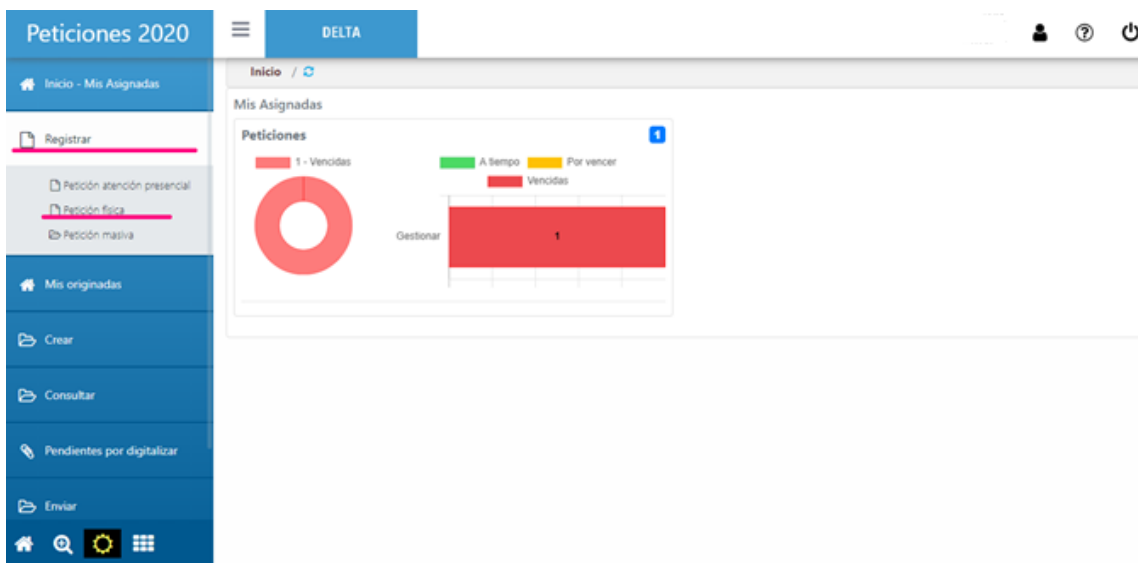 Peticiones 2020
DELTA
Inicio - Mis Asignadas
Registrar
Petición atención presencial
Petición física
Petición masiva
Mis originadas
Crear
Consultar
Pendientes por digitalizar
Enviar
Inicio /
Mis Asignadas
Peticiones
1
1 - Vencidas
A tiempo
Por vencer
Vencidas
Gestionar
1